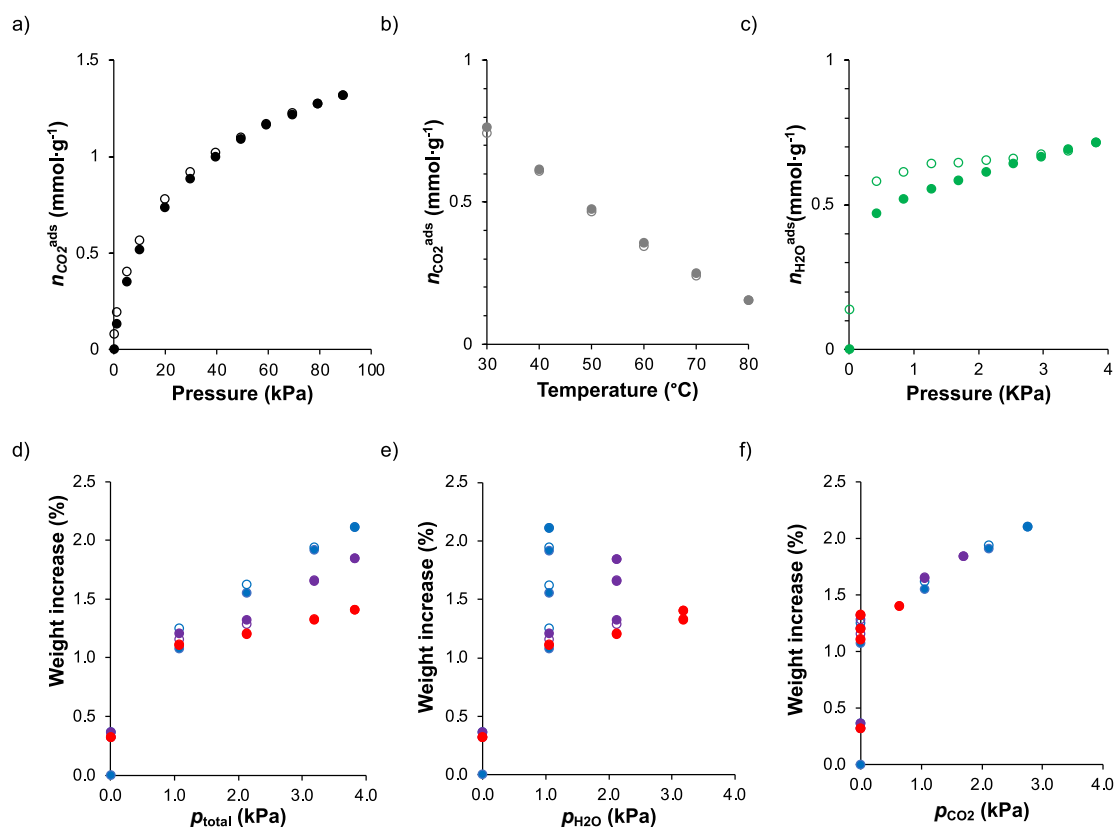 a)
n_CO2^ads (mmol·g⁻¹)
1.5
1
0.5
0
0 20 40 60 80 100
Pressure (kPa)
b)
n_CO2^ads (mmol·g⁻¹)
1
0.5
0
30 40 50 60 70 80
Temperature (°C)
c)
n_H2O^ads(mmol·g⁻¹)
1
0.5
0
0 1 2 3 4
Pressure (KPa)
d)
Weight increase (%)
2.5
2.0
1.5
1.0
0.5
0.0
0.0 1.0 2.0 3.0 4.0
p_total (kPa)
e)
Weight increase (%)
2.5
2.0
1.5
1.0
0.5
0.0
0.0 1.0 2.0 3.0 4.0
p_H2O (kPa)
f)
Weight increase (%)
2.5
2.0
1.5
1.0
0.5
0.0
0.0 1.0 2.0 3.0 4.0
p_CO2 (kPa)